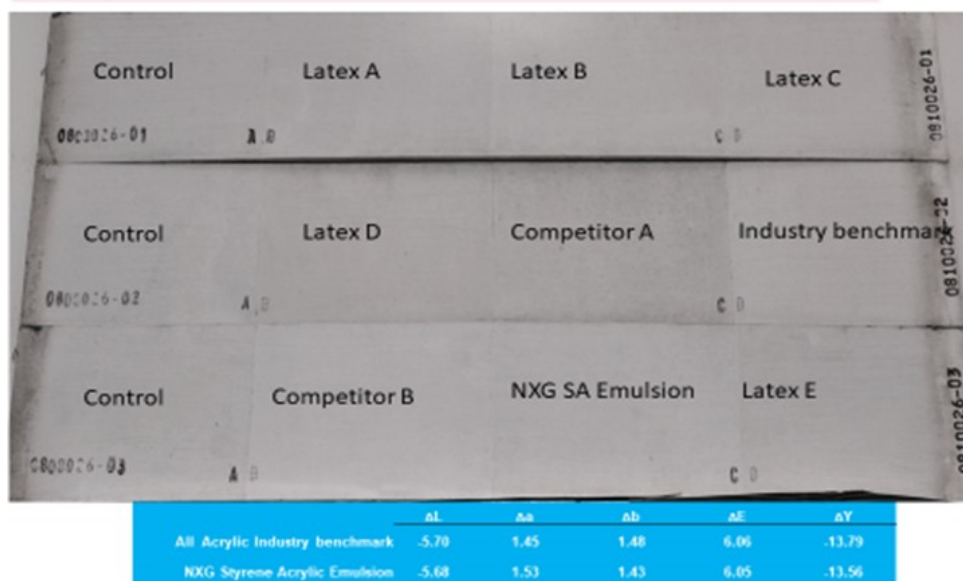 Control Latex A Latex B Latex C
A B C D
0810026-01
Control Latex D Competitor A Industry benchmark
A B C D
Control Competitor B NXG SA Emulsion Latex E
A B C D
0810026-03
ΔL Δa Δb ΔE ΔY
All Acrylic Industry benchmark -5.70 1.45 1.48 6.06 -13.79
NXG Styrene Acrylic Emulsion -5.68 1.53 1.43 6.05 -13.56